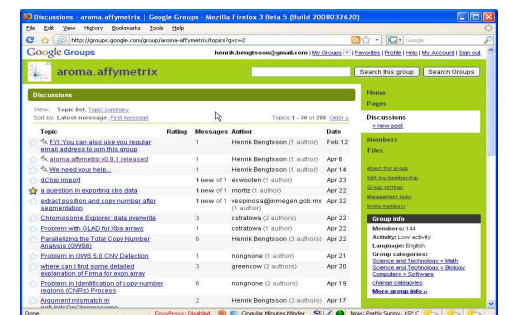 Discussions - aroma.affymetrix | Google Groups - Mozilla Firefox 3 Beta 5 (Build 2008032620)
File Edit View History Bookmarks Tools Help
http://groups.google.com/group/aroma-affymetrix/topics?gvc=2 Google
Google Groups henrik.bengtsson@gmail.com | My Groups | Favorites | Profile | Help | My Account | Sign out
aroma.affymetrix Search this group Search Groups
Discussions
View: Topic list, Topic summary
Sort by: Latest message, First message Topics 1 - 30 of 288 Older »
Topic Rating Messages Author Date
FYI: You can also use you regular email address to join this group 1 Henrik Bengtsson (1 author) Feb 12
aroma.affymetrix v0.9.1 released 1 Henrik Bengtsson (1 author) Apr 6
We need your help... 1 Henrik Bengtsson (1 author) Apr 14
dChip import 1 new of 1 ecwooten (1 author) Apr 23
a question in exporting cbs data 1 new of 1 moritz (1 author) Apr 22
extract position and copy number after segmentation 1 new of 1 vespinosa@inmegen.gob.mx (1 author) Apr 22
Chromosome Explorer: data overwrite 3 cstratowa (2 authors) Apr 22
Problem with GLAD for Xba arrays 1 cstratowa (1 author) Apr 22
Parallelizing the Total Copy Number Analysis (GWS6) 6 Henrik Bengtsson (3 authors) Apr 22
Problem in GWS 5.0 CNV Detection 1 nongnone (1 author) Apr 21
where can I find some detailed explanation of Firma for exon array 3 greencow (2 authors) Apr 20
Problem in Identification of copy-number regions (CNRs) Process 6 nongnone (2 authors) Apr 19
Argument mismatch in 2 Henrik Bengtsson (2 authors) Apr 17
Home
Pages
Discussions
+ new post
Members
Files
About this group
Edit my membership
Group settings
Management tasks
Invite members
Group info
Members: 144
Activity: Low activity
Language: English
Group categories:
Science and Technology > Math
Science and Technology > Biology
Computers > Software
change categories
More group info »
Done FoxyProxy: Disabled Cingular Minutes Minder Now: Partly Sunny, 15° C